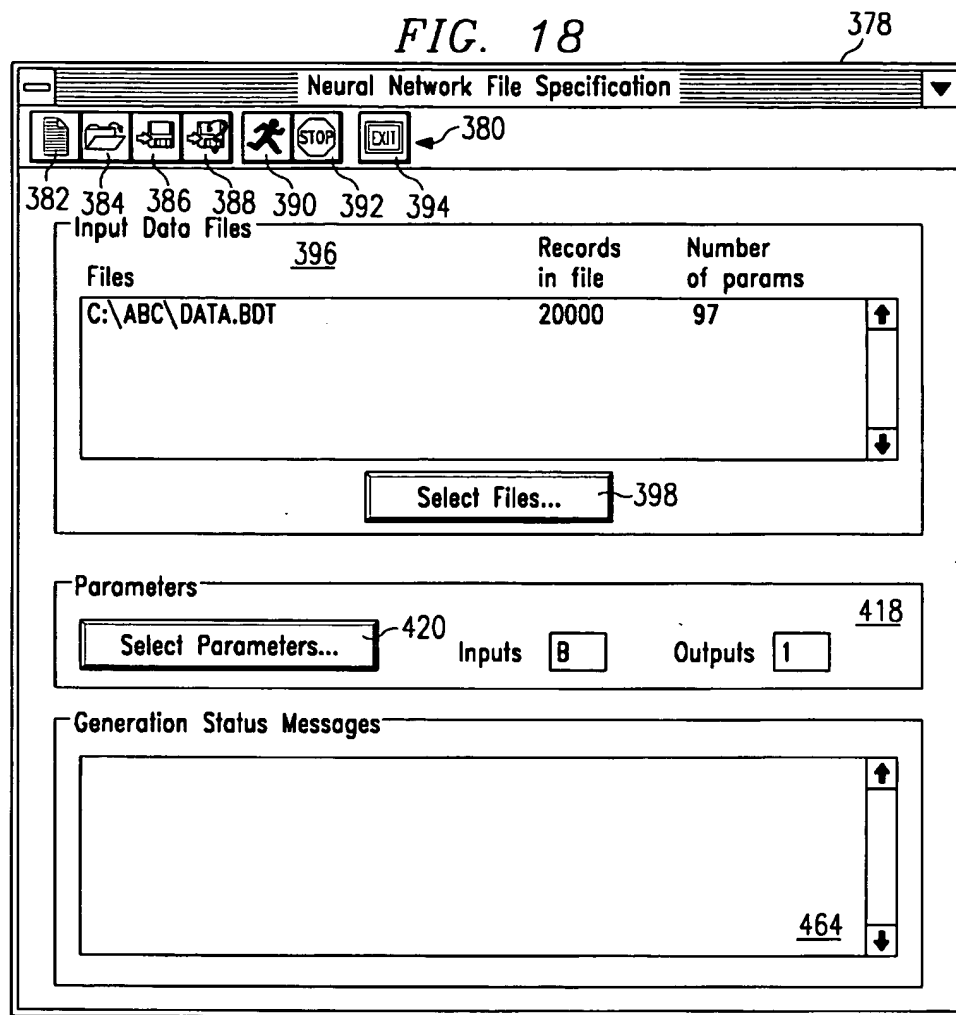 FIG. 18
378
Neural Network File Specification
STOP
EXIT
380
382 384 386 388 390 392 394
Input Data Files
396
Records Number
Files in file of params
C:\ABC\DATA.BDT 20000 97
Select Files... 398
Parameters
418
Select Parameters... 420 Inputs B Outputs 1
Generation Status Messages
464